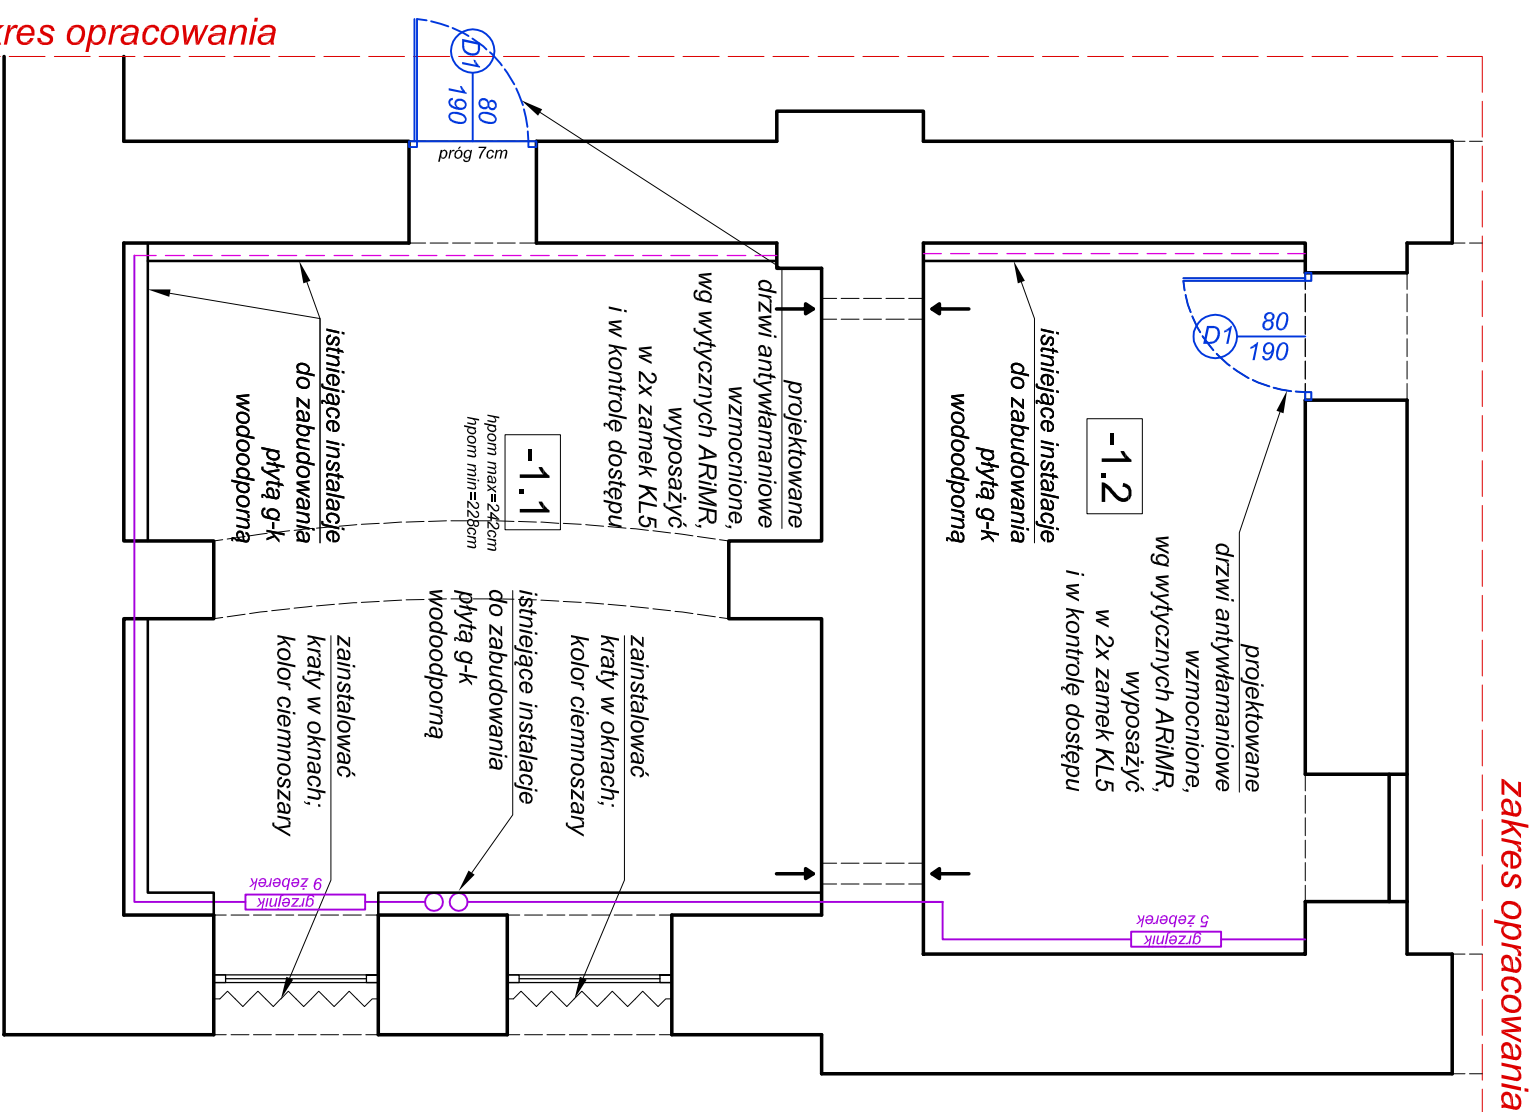 kres opracowania
D1
80
190
próg 7cm
projektowane
drzwi antywłamaniowe
wzmocnione,
wg wytycznych ARiMR,
wyposażyć
w 2x zamek KL5
i w kontrolę dostępu
istniejące instalacje
do zabudowania
płytą g-k
wodoodporną
-1.1
hpom max=242cm
hpom min=228cm
istniejące instalacje
do zabudowania
płytą g-k
wodoodporną
-1.2
D1
80
190
projektowane
drzwi antywłamaniowe
wzmocnione,
wg wytycznych ARiMR,
wyposażyć
w 2x zamek KL5
i w kontrolę dostępu
istniejące instalacje
do zabudowania
płytą g-k
wodoodporną
zainstalować
kraty w oknach;
kolor ciemnoszary
zainstalować
kraty w oknach;
kolor ciemnoszary
grzejnik
9 żeberek
grzejnik
5 żeberek
zakres opracowania